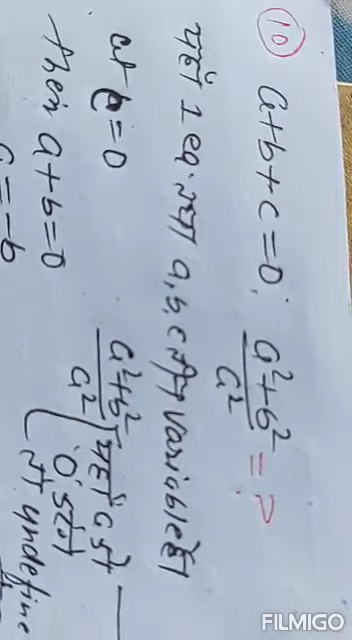 (10) a+b+c=0; a²+b²/c² = ?
यहाँ 1 eq. तथा a,b,c तीन variable है
at c=0
then a+b=0
a=-b
a²+b²/c²
यहाँ c को
0, रखा
तो undefine
FILMIGO